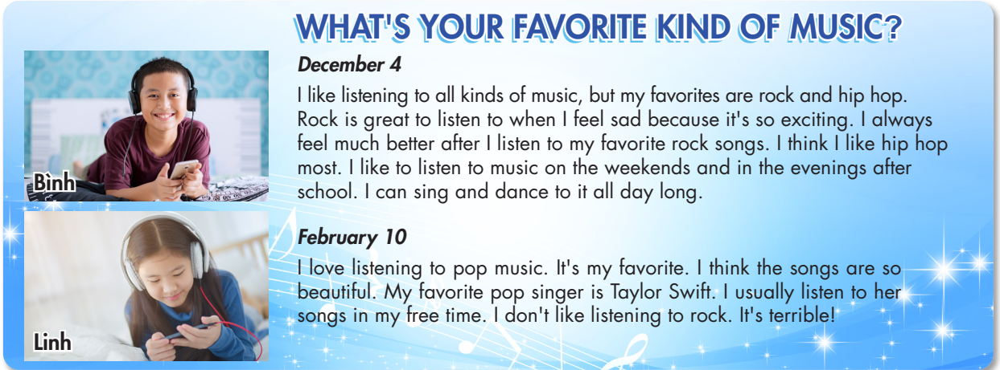 WHAT'S YOUR FAVORITE KIND OF MUSIC?
December 4
I like listening to all kinds of music, but my favorites are rock and hip hop.
Rock is great to listen to when I feel sad because it's so exciting. I always
feel much better after I listen to my favorite rock songs. I think I like hip hop
most. I like to listen to music on the weekends and in the evenings after
school. I can sing and dance to it all day long.
Bình
February 10
I love listening to pop music. It's my favorite. I think the songs are so
beautiful. My favorite pop singer is Taylor Swift. I usually listen to her
songs in my free time. I don't like listening to rock. It's terrible!
Linh